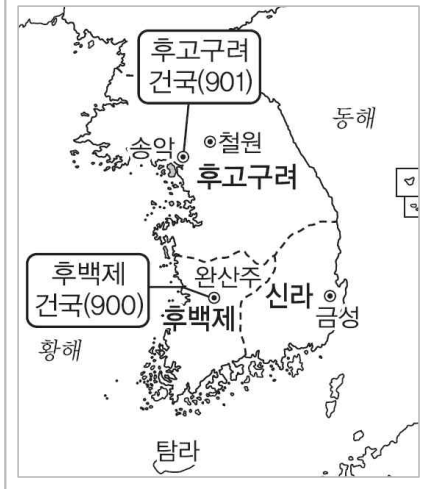 후고구려
건국(901)
동해
송악
철원
후고구려
후백제
건국(900)
완산주
신라
금성
후백제
황해
탐라